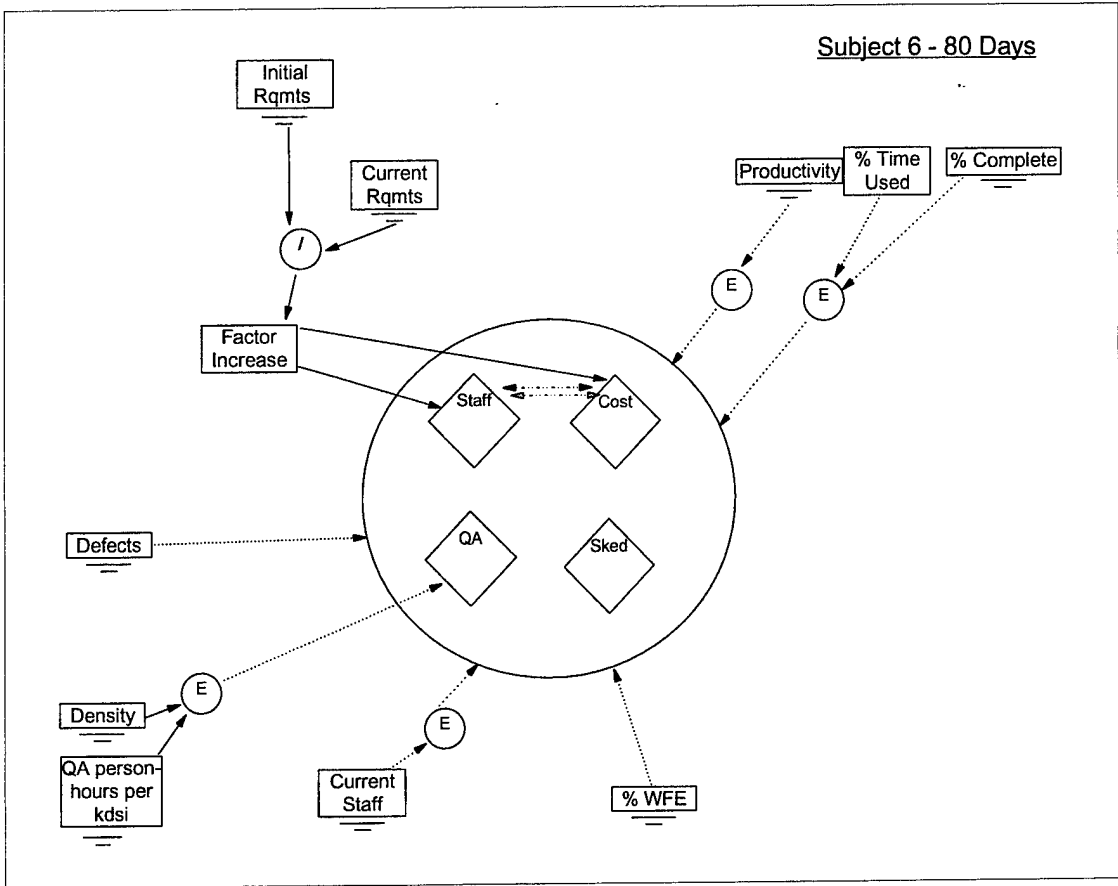 Subject 6 - 80 Days
Initial
Rqmts
Current
Rqmts
Productivity
% Time
Used
% Complete
/
E
E
Factor
Increase
Staff
Cost
Defects
QA
Sked
E
Density
E
QA person-
hours per
kdsi
Current
Staff
% WFE